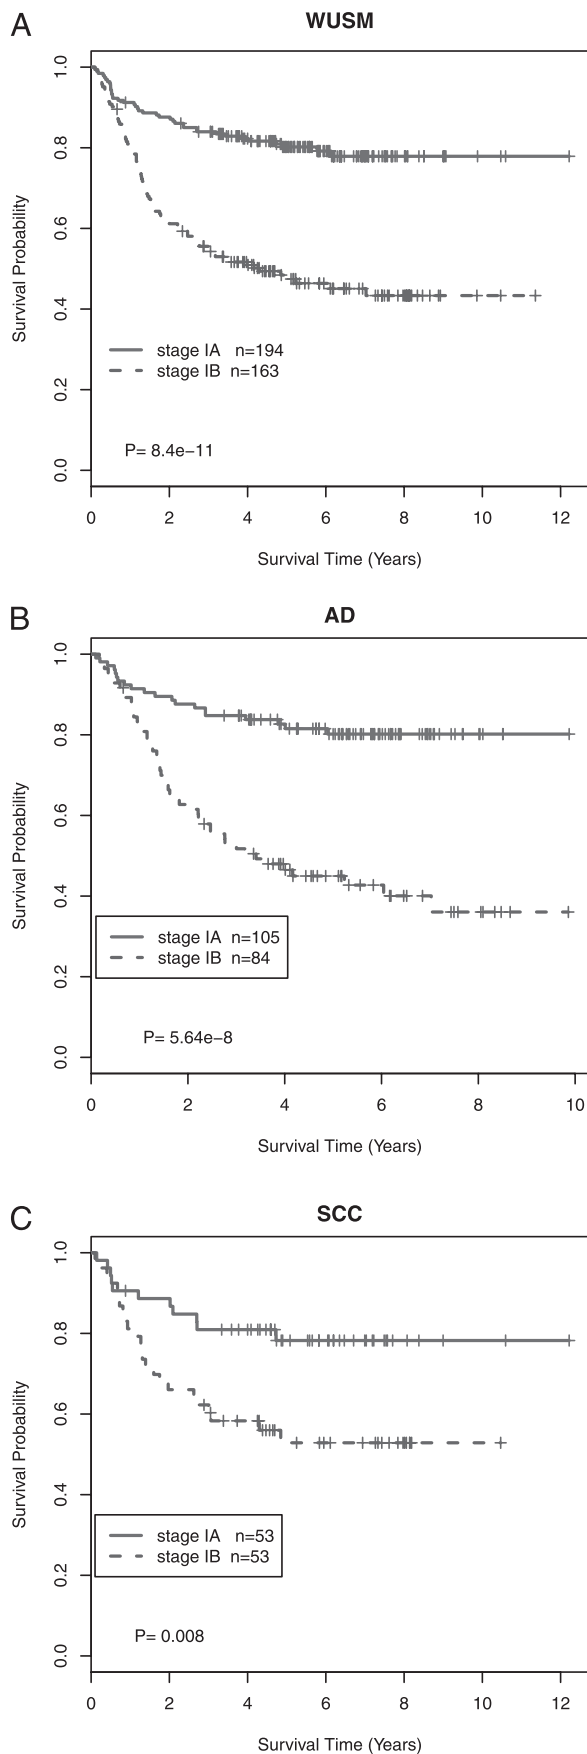 A
WUSM
1.0
0.8
0.6
0.4
0.2
0.0
Survival Probability
stage IA n=194
stage IB n=163
P= 8.4e−11
0 2 4 6 8 10 12
Survival Time (Years)
B
AD
1.0
0.8
0.6
0.4
0.2
0.0
Survival Probability
stage IA n=105
stage IB n=84
P= 5.64e−8
0 2 4 6 8 10
Survival Time (Years)
C
SCC
1.0
0.8
0.6
0.4
0.2
0.0
Survival Probability
stage IA n=53
stage IB n=53
P= 0.008
0 2 4 6 8 10 12
Survival Time (Years)